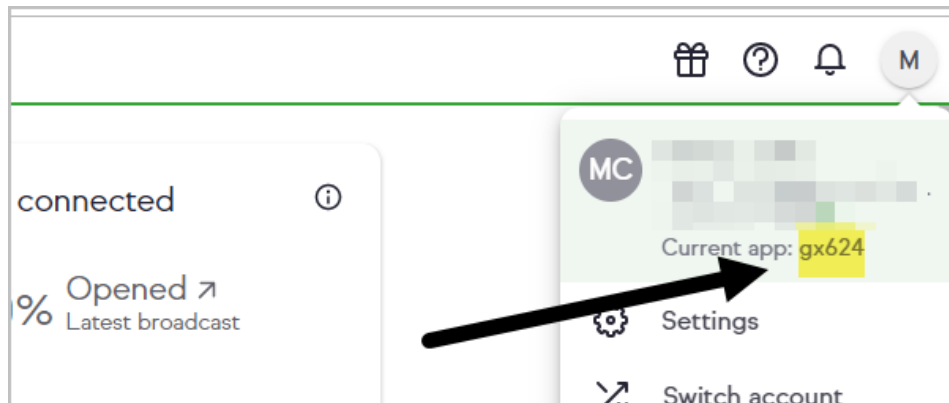 M
connected
MC
Current app: gx624
% Opened
Latest broadcast
Settings
Switch account